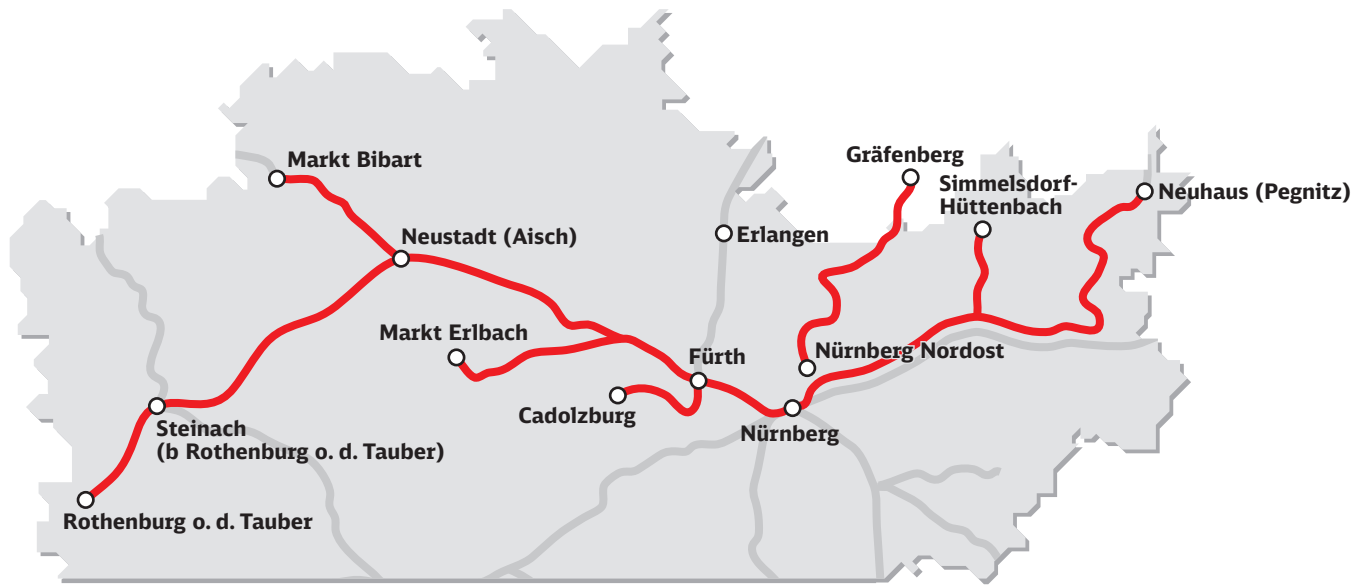 Markt Bibart
Gräfenberg
Simmelsdorf-
Hüttenbach
Neuhaus (Pegnitz)
Neustadt (Aisch)
Erlangen
Markt Erlbach
Fürth
Nürnberg Nordost
Cadolzburg
Nürnberg
Steinach
(b Rothenburg o. d. Tauber)
Rothenburg o. d. Tauber